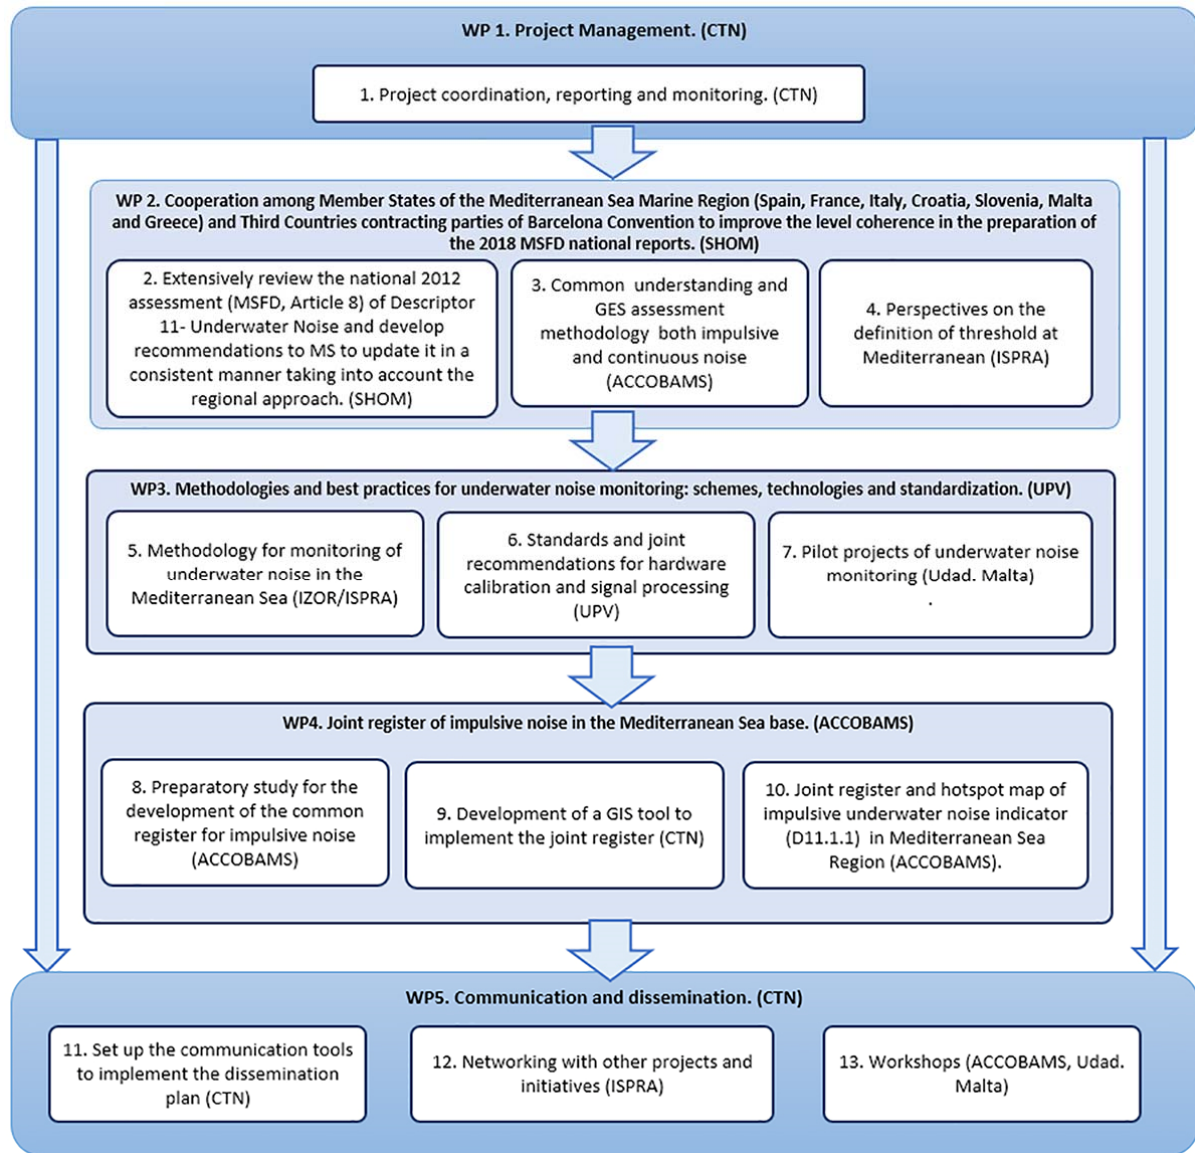 WP 1. Project Management. (CTN)
1. Project coordination, reporting and monitoring. (CTN)
WP 2. Cooperation among Member States of the Mediterranean Sea Marine Region (Spain, France, Italy, Croatia, Slovenia, Malta
and Greece) and Third Countries contracting parties of Barcelona Convention to improve the level coherence in the preparation of
the 2018 MSFD national reports. (SHOM)
2. Extensively review the national 2012
assessment (MSFD, Article 8) of Descriptor
11- Underwater Noise and develop
recommendations to MS to update it in a
consistent manner taking into account the
regional approach. (SHOM)
3. Common understanding and
GES assessment
methodology both impulsive
and continuous noise
(ACCOBAMS)
4. Perspectives on the
definition of threshold at
Mediterranean (ISPRA)
WP3. Methodologies and best practices for underwater noise monitoring: schemes, technologies and standardization. (UPV)
5. Methodology for monitoring of
underwater noise in the
Mediterranean Sea (IZOR/ISPRA)
6. Standards and joint
recommendations for hardware
calibration and signal processing
(UPV)
7. Pilot projects of underwater noise
monitoring (Udad. Malta)
.
WP4. Joint register of impulsive noise in the Mediterranean Sea base. (ACCOBAMS)
8. Preparatory study for the
development of the common
register for impulsive noise
(ACCOBAMS)
9. Development of a GIS tool to
implement the joint register (CTN)
10. Joint register and hotspot map of
impulsive underwater noise indicator
(D11.1.1) in Mediterranean Sea
Region (ACCOBAMS).
WP5. Communication and dissemination. (CTN)
11. Set up the communication tools
to implement the dissemination
plan (CTN)
12. Networking with other projects and
initiatives (ISPRA)
13. Workshops (ACCOBAMS, Udad.
Malta)